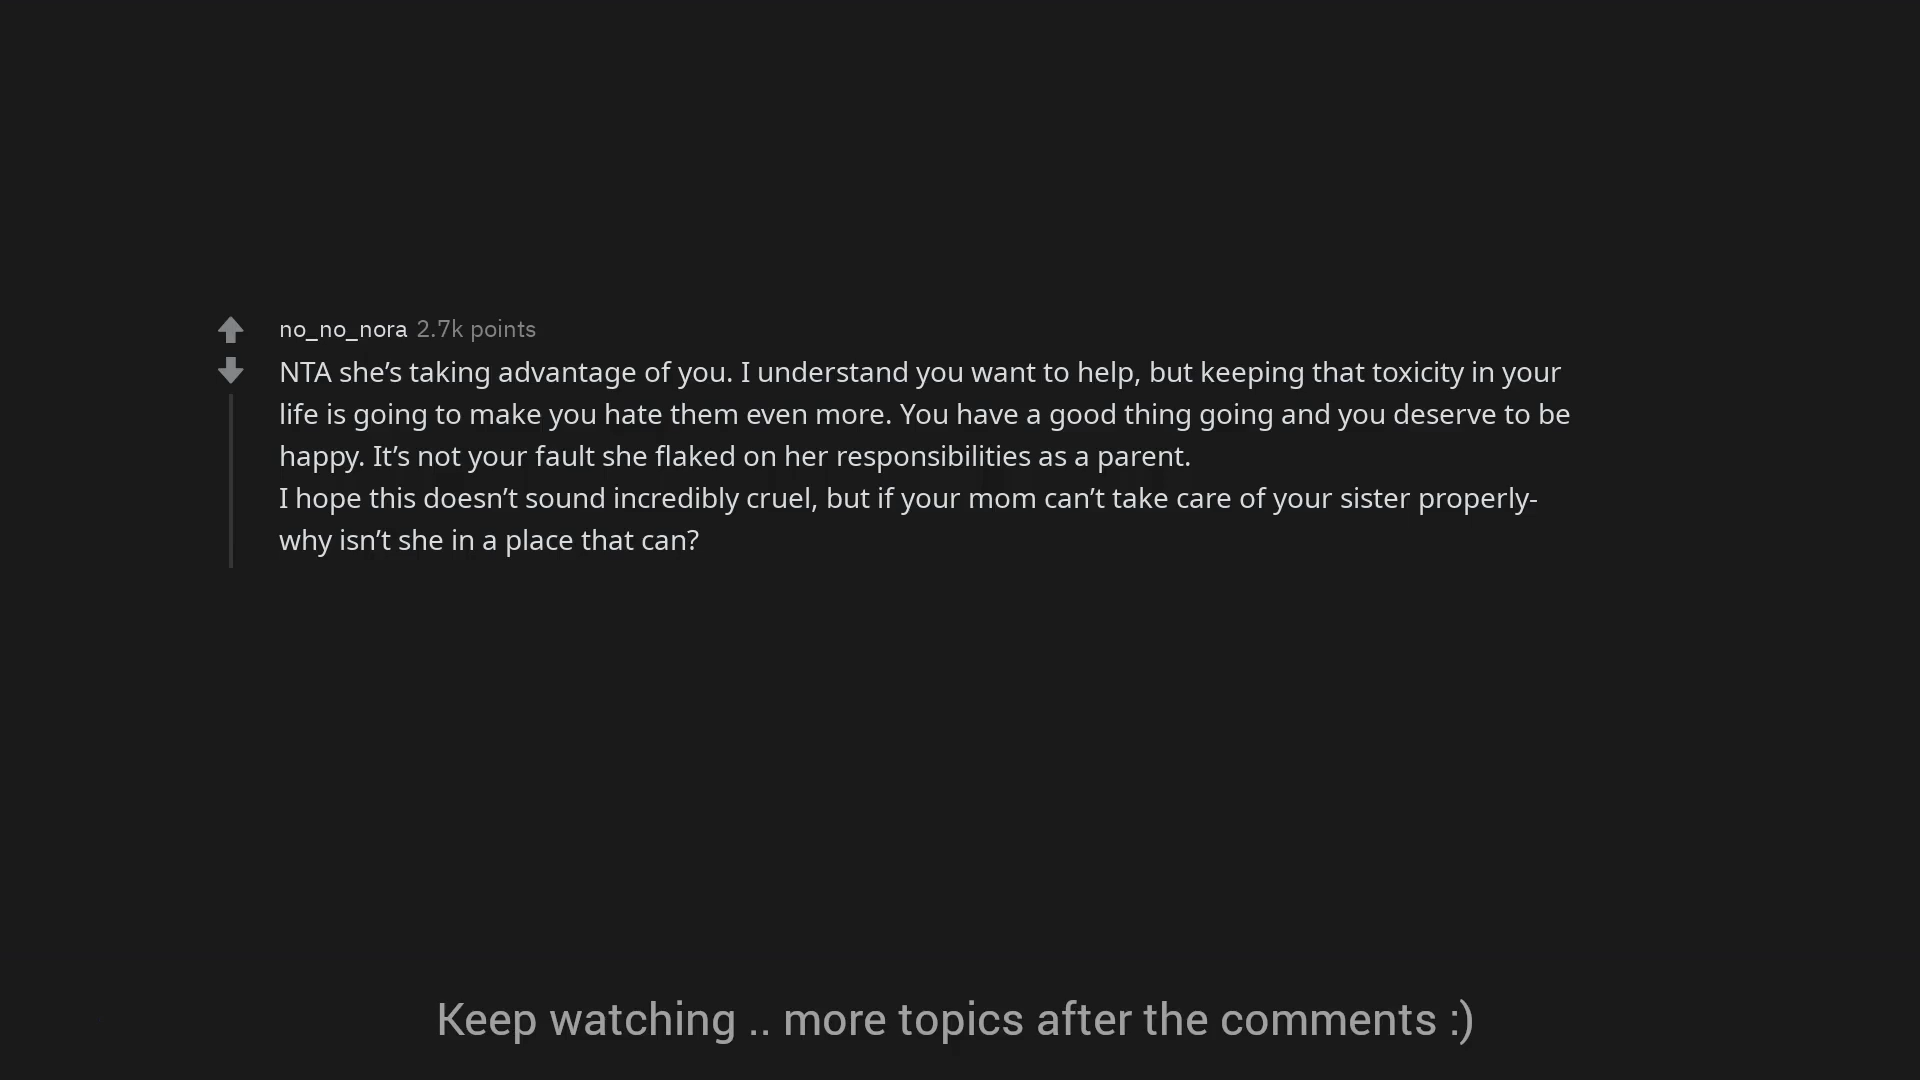 no_no_nora 2.7k points
NTA she’s taking advantage of you. I understand you want to help, but keeping that toxicity in your
life is going to make you hate them even more. You have a good thing going and you deserve to be
happy. It’s not your fault she flaked on her responsibilities as a parent.
I hope this doesn’t sound incredibly cruel, but if your mom can’t take care of your sister properly-
why isn’t she in a place that can?
Keep watching .. more topics after the comments :)